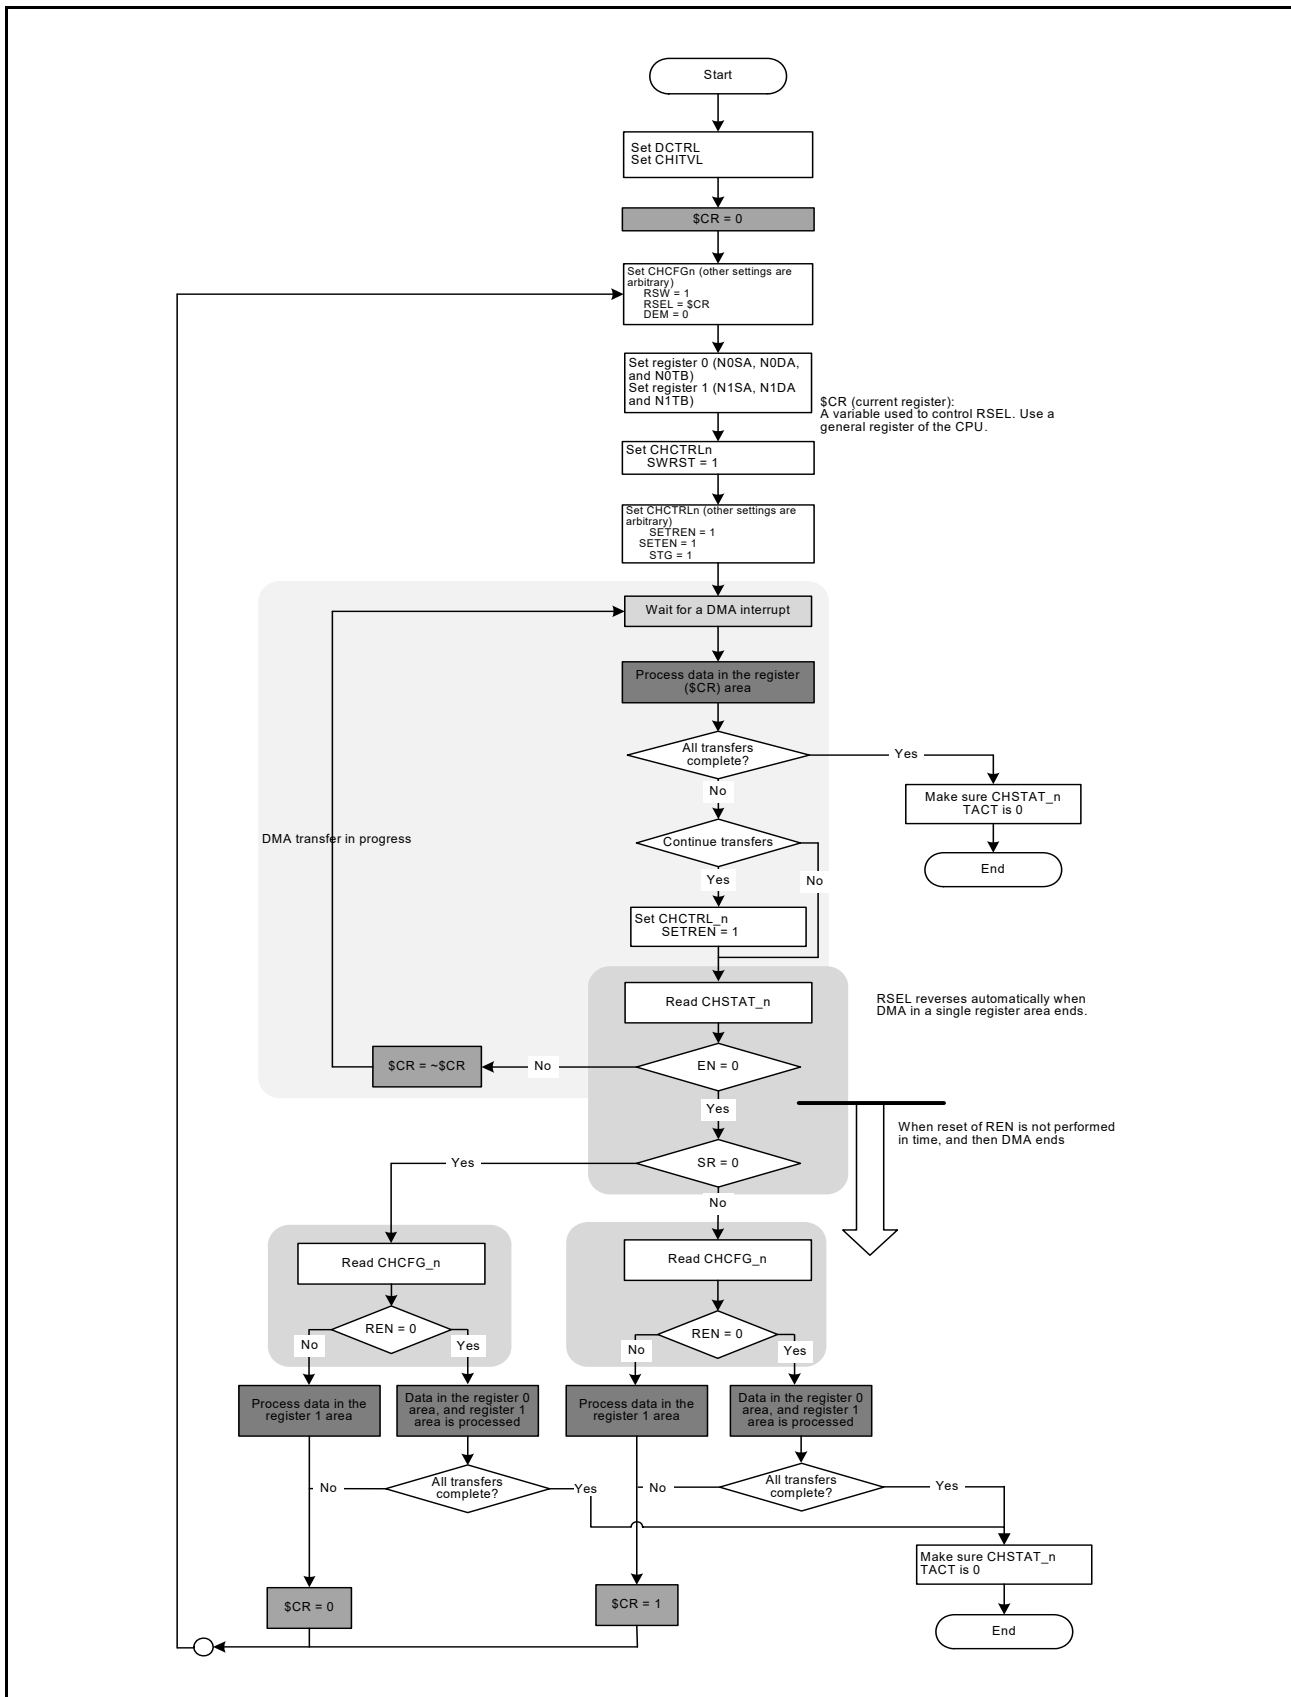 Start
Set DCTRL
Set CHITVL
$CR = 0
Set CHCFGn (other settings are
arbitrary)
RSW = 1
RSEL = $CR
DEM = 0
Set register 0 (N0SA, N0DA,
and N0TB)
Set register 1 (N1SA, N1DA
and N1TB)
$CR (current register):
A variable used to control RSEL. Use a
general register of the CPU.
Set CHCTRLn
SWRST = 1
Set CHCTRLn (other settings are
arbitrary)
SETREN = 1
SETEN = 1
STG = 1
Wait for a DMA interrupt
Process data in the register
($CR) area
All transfers
complete?
Yes
No
Make sure CHSTAT_n
TACT is 0
End
DMA transfer in progress
Continue transfers
Yes
No
Set CHCTRL_n
SETREN = 1
Read CHSTAT_n
RSEL reverses automatically when
DMA in a single register area ends.
EN = 0
No
$CR = ~$CR
Yes
When reset of REN is not performed
in time, and then DMA ends
SR = 0
Yes
No
Read CHCFG_n
Read CHCFG_n
REN = 0
REN = 0
No
Yes
No
Yes
Process data in the
register 1 area
Data in the register 0
area, and register 1
area is processed
Process data in the
register 1 area
Data in the register 0
area, and register 1
area is processed
No
All transfers
complete?
Yes
No
All transfers
complete?
Yes
Make sure CHSTAT_n
TACT is 0
$CR = 0
$CR = 1
End